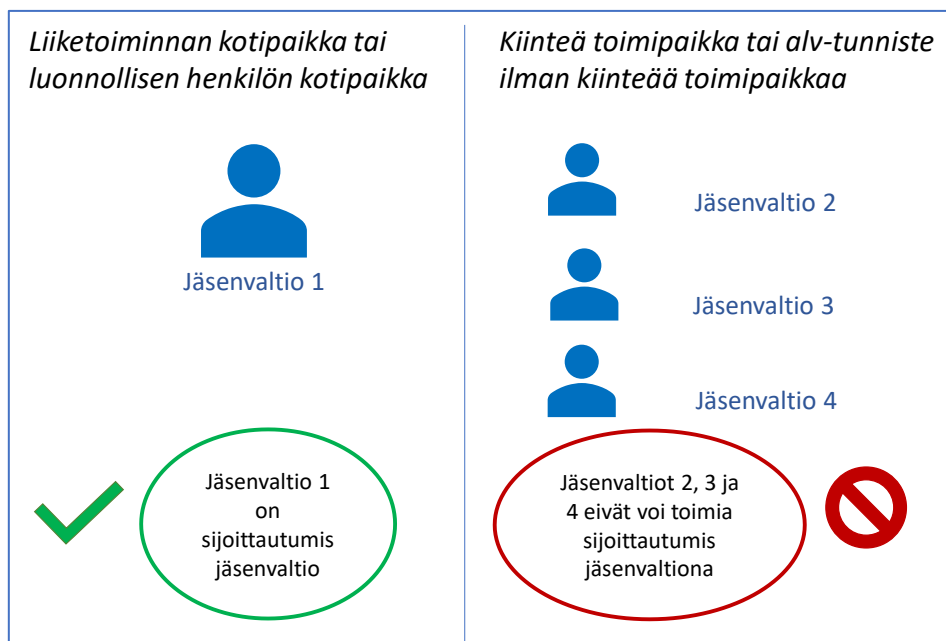 Liiketoiminnan kotipaikka tai
luonnollisen henkilön kotipaikka
Jäsenvaltio 1
Jäsenvaltio 1
on
sijoittautumis
jäsenvaltio
Kiinteä toimipaikka tai alv-tunniste
ilman kiinteää toimipaikkaa
Jäsenvaltio 2
Jäsenvaltio 3
Jäsenvaltio 4
Jäsenvaltiot 2, 3 ja
4 eivät voi toimia
sijoittautumis
jäsenvaltiona